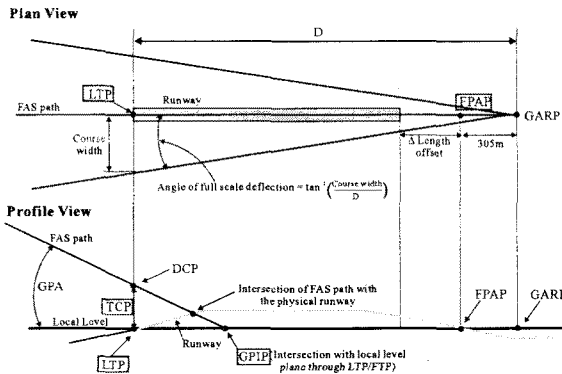 Plan View
D
LTP
Runway
FPAP
FAS path
GARP
Course
width
Δ Length
offset
305m
Angle of full scale deflection = tan⁻¹ (Course width / D)
Profile View
FAS path
DCP
GPA
Intersection of FAS path with
the physical runway
FPAP
GARP
TCP
Local Level
Runway
LTP
GPIP (Intersection with local level
plane through LTP/FTP)